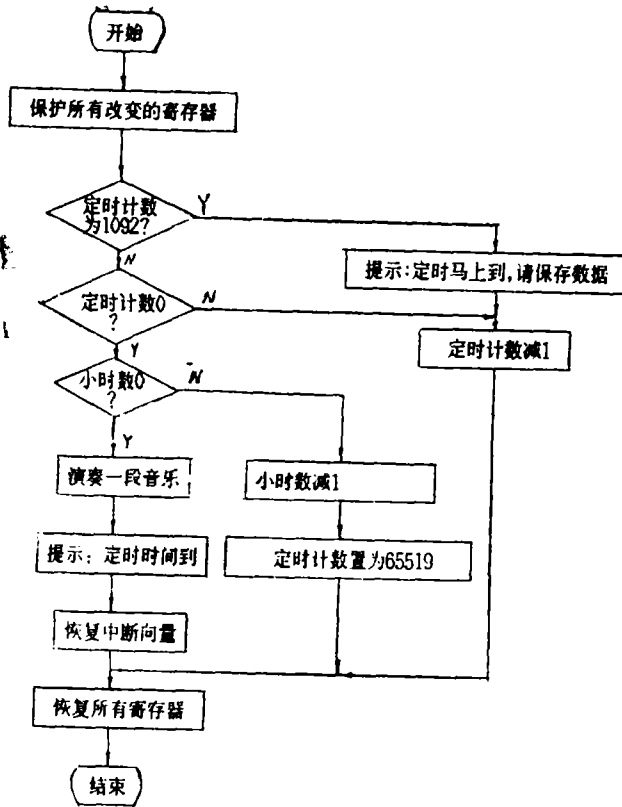 开始
保护所有改变的寄存器
定时计数
为1092?
Y
N
提示:定时马上到,请保存数据
定时计数0
?
N
Y
定时计数减1
小时数0
?
N
Y
演奏一段音乐
小时数减1
提示：定时时间到
定时计数置为65519
恢复中断向量
恢复所有寄存器
结束